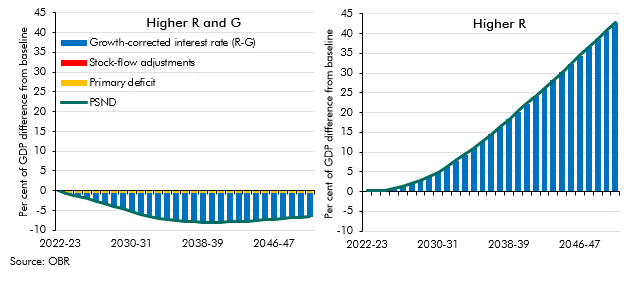 Higher R and G
Per cent of GDP difference from baseline
45
40
35
30
25
20
15
10
5
0
-5
-10
Growth-corrected interest rate (R-G)
Stock-flow adjustments
Primary deficit
PSND
2022-23 2030-31 2038-39 2046-47
Higher R
Per cent of GDP difference from baseline
45
40
35
30
25
20
15
10
5
0
-5
-10
2022-23 2030-31 2038-39 2046-47
Source: OBR